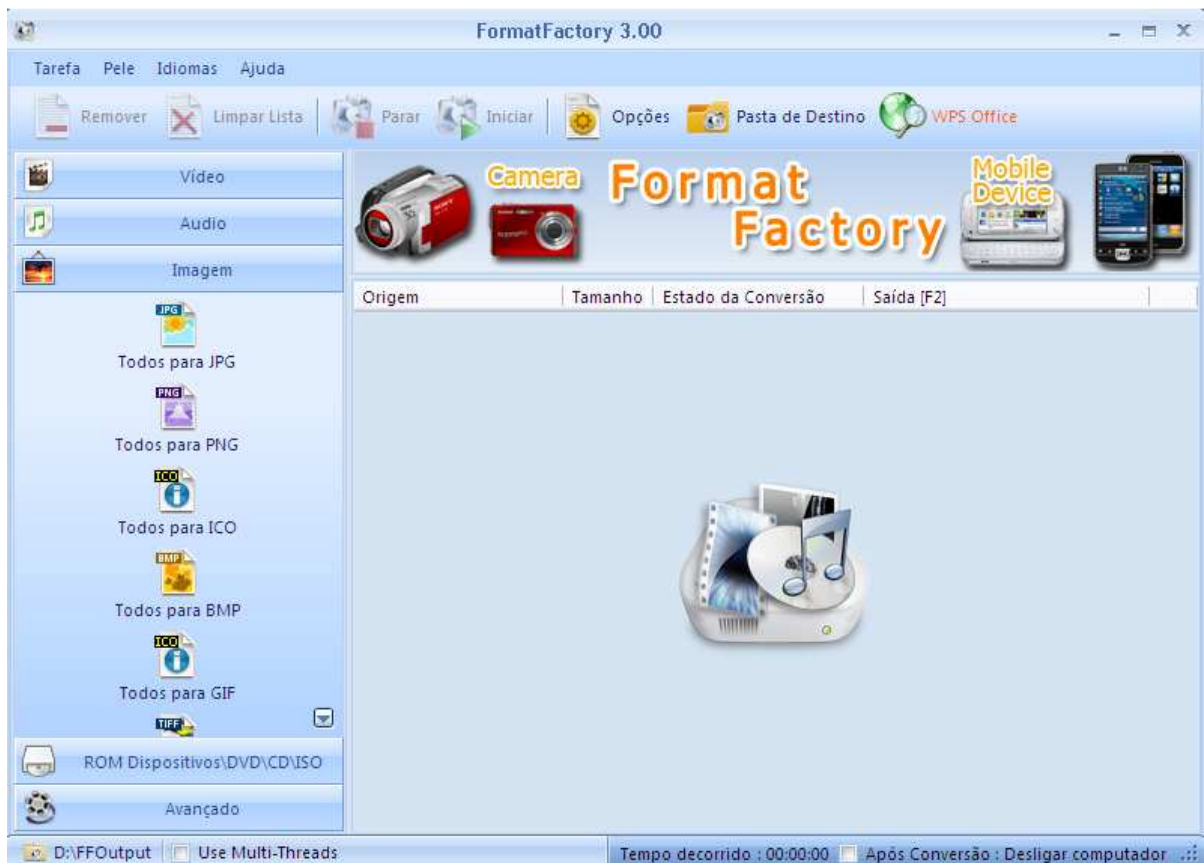 FormatFactory 3.00
Tarefa Pele Idiomas Ajuda
Remover Limpar Lista Parar Iniciar Opções Pasta de Destino WPS Office
Vídeo
Audio
Imagem
JPG
Todos para JPG
PNG
Todos para PNG
ICO
Todos para ICO
BMP
Todos para BMP
ICO
Todos para GIF
TIFF
ROM Dispositivos\DVD\CD\ISO
Avançado
Camera
Format
Factory
Mobile
Device
SONY
Origem Tamanho Estado da Conversão Saída [F2]
D:\FFOutput Use Multi-Threads Tempo decorrido : 00:00:00 Após Conversão : Desligar computador